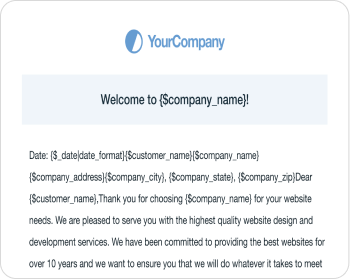 YourCompany
Welcome to {$company_name}!
Date: {$_date|date_format}{$customer_name}{$company_name}
{$company_address}{$company_city}, {$company_state}, {$company_zip}Dear
{$customer_name},Thank you for choosing {$company_name} for your website
needs. We are pleased to serve you with the highest quality website design and
development services. We have been committed to providing the best websites for
over 10 years and we want to ensure you that we will do whatever it takes to meet